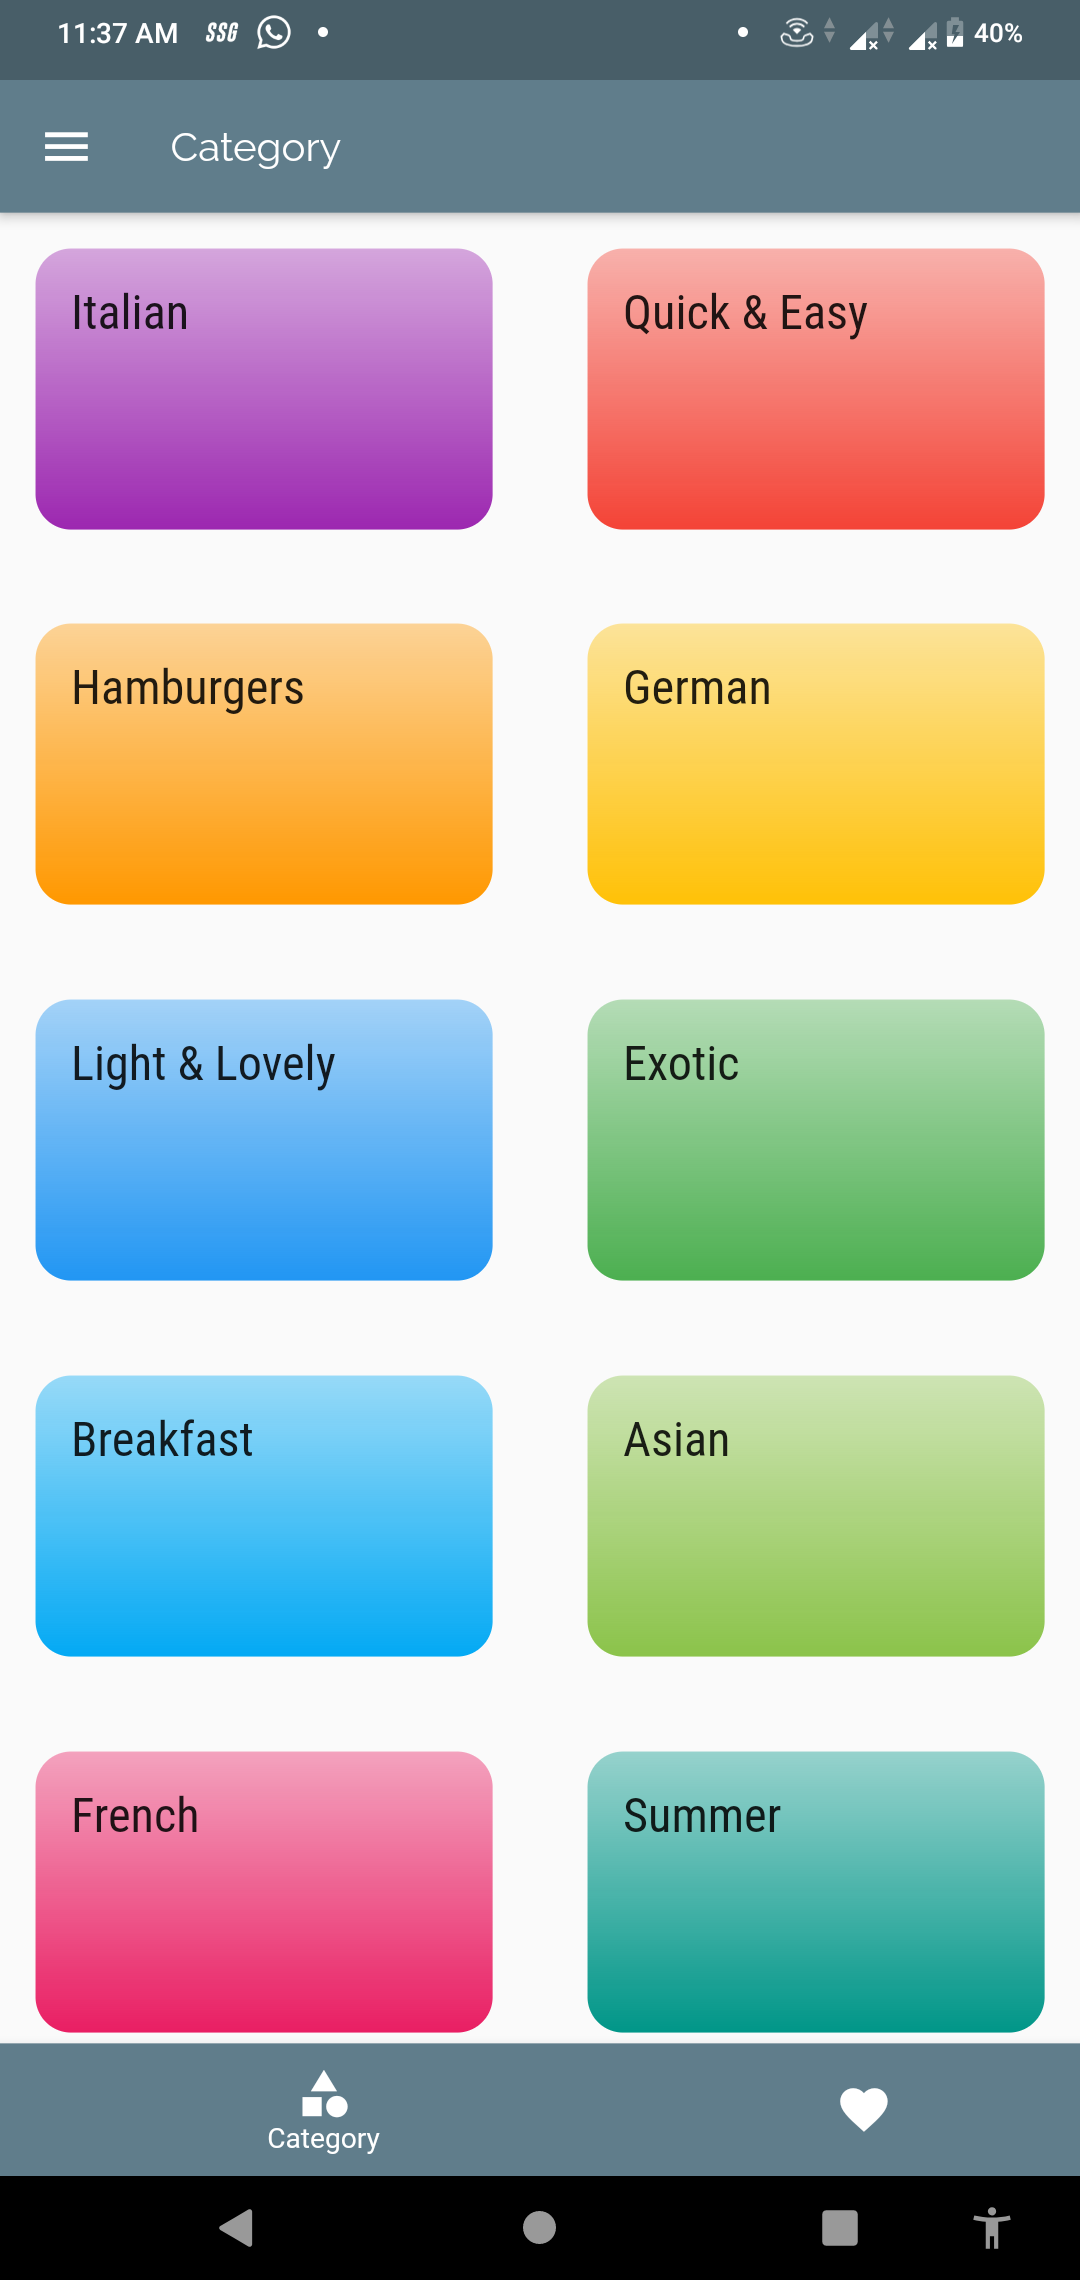 11:37 AM SSG 40%
Category
Italian
Quick & Easy
Hamburgers
German
Light & Lovely
Exotic
Breakfast
Asian
French
Summer
Category